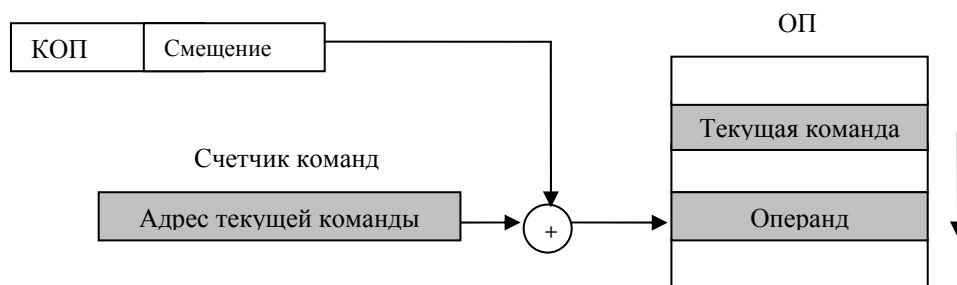 ОП
КОП
Смещение
Текущая команда
Счетчик команд
Адрес текущей команды
+
Операнд